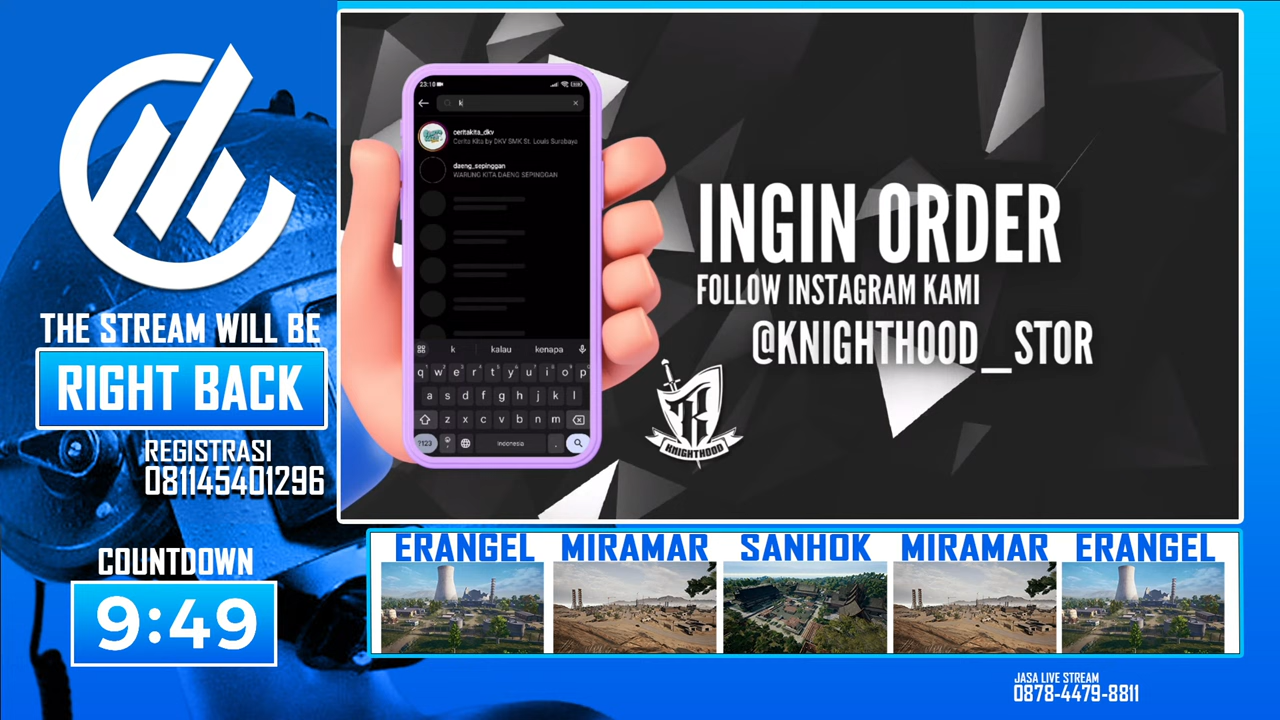 THE STREAM WILL BE
RIGHT BACK
REGISTRASI
081145401296
COUNTDOWN
9:49
23:10
k
ceritakita_dkv
Cerita Kita by DKV SMK St. Louis Surabaya
daeng_sepinggan
WARUNG KITA DAENG SEPINGGAN
k kalau kenapa
q w e r t y u i o p
a s d f g h j k l
z x c v b n m
?123 Indonesia .
INGIN ORDER
FOLLOW INSTAGRAM KAMI
@KNIGHTHOOD__STOR
KNIGHTHOOD
ERANGEL MIRAMAR SANHOK MIRAMAR ERANGEL
JASA LIVE STREAM
0878-4479-8811